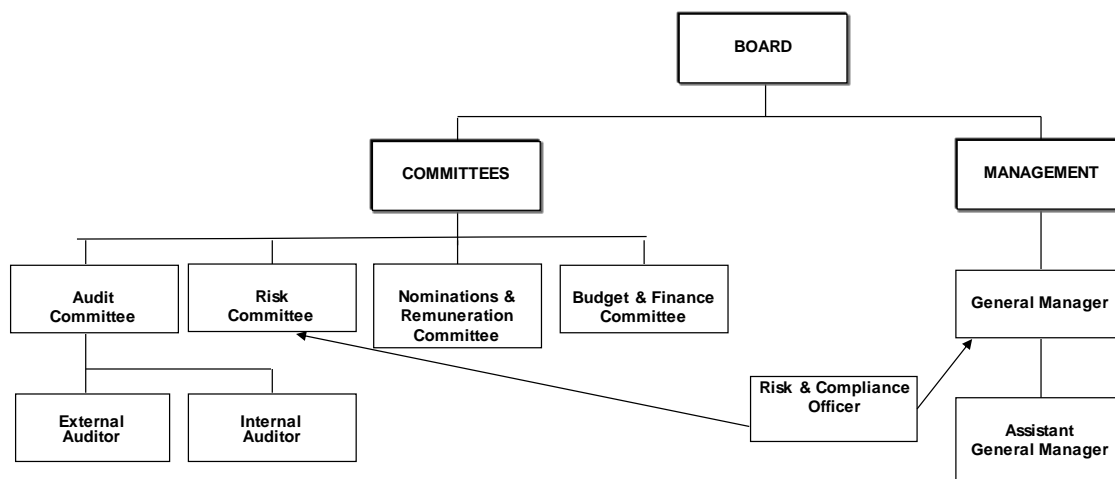 BOARD
COMMITTEES
MANAGEMENT
Audit
Committee
Risk
Committee
Nominations &
Remuneration
Committee
Budget & Finance
Committee
General Manager
Risk & Compliance
Officer
External
Auditor
Internal
Auditor
Assistant
General Manager